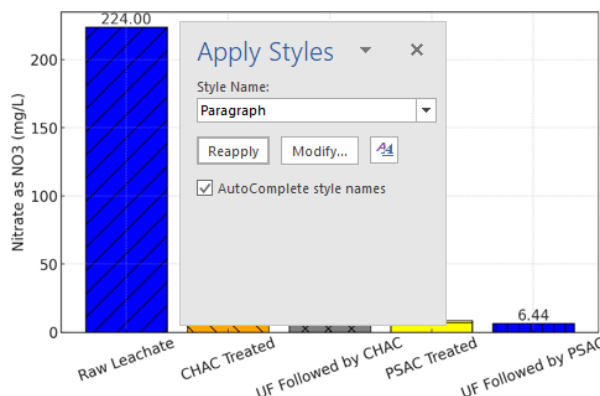 224.00
200
150
100
50
0
Nitrate as NO3 (mg/L)
Apply Styles
Style Name:
Paragraph
Reapply
Modify...
AutoComplete style names
6.44
Raw Leachate
CHAC Treated
UF Followed by CHAC
PSAC Treated
UF Followed by PSAC